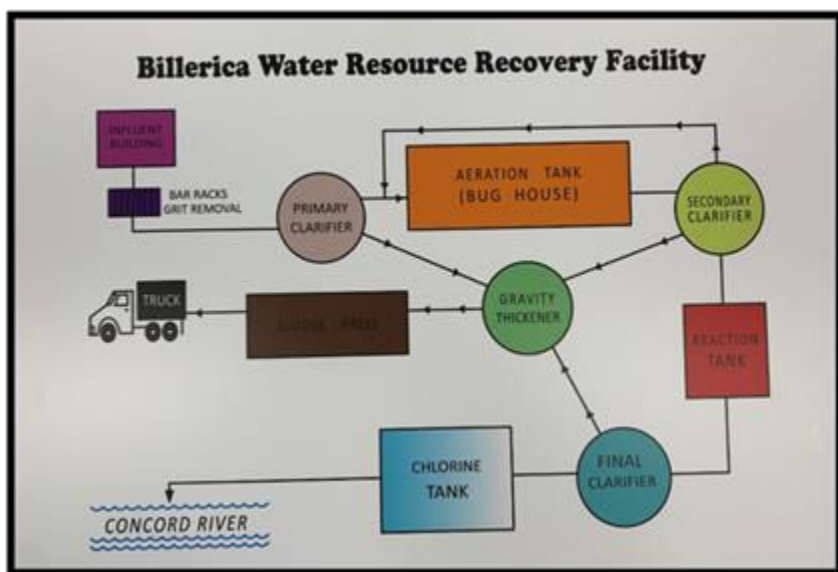 Billerica Water Resource Recovery Facility
INFLUENT
BUILDING
BAR RACKS
GRIT REMOVAL
PRIMARY
CLARIFIER
AERATION TANK
(BUG HOUSE)
SECONDARY
CLARIFIER
TRUCK
SLUDGE PRESS
GRAVITY
THICKENER
REACTION
TANK
CHLORINE
TANK
FINAL
CLARIFIER
CONCORD RIVER